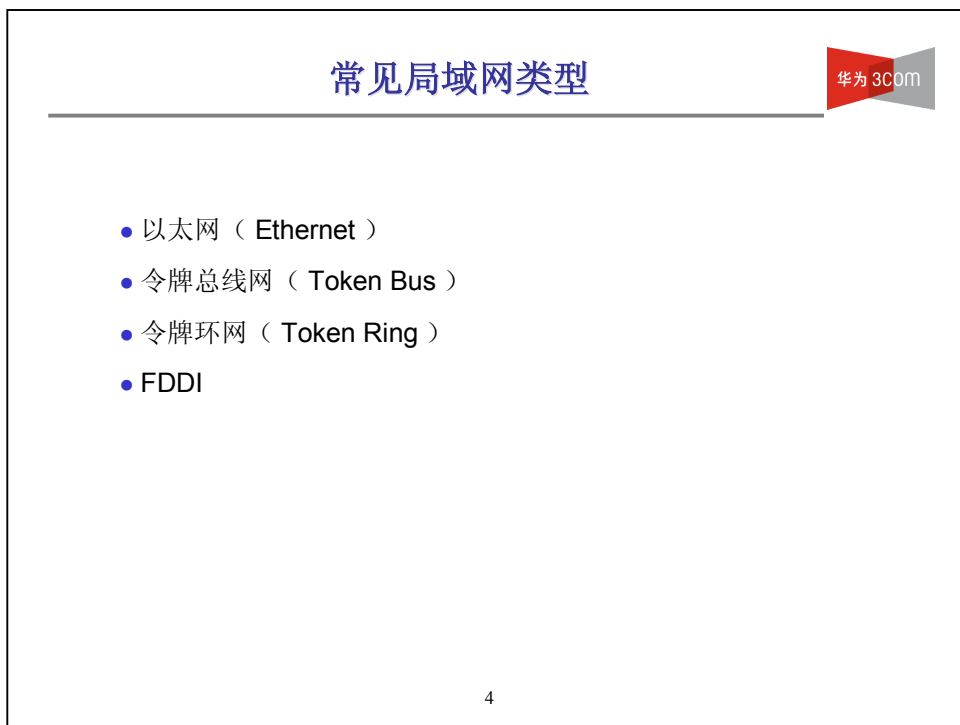 常见局域网类型
华为 3COM
● 以太网（ Ethernet ）
● 令牌总线网（ Token Bus ）
● 令牌环网（ Token Ring ）
● FDDI
4